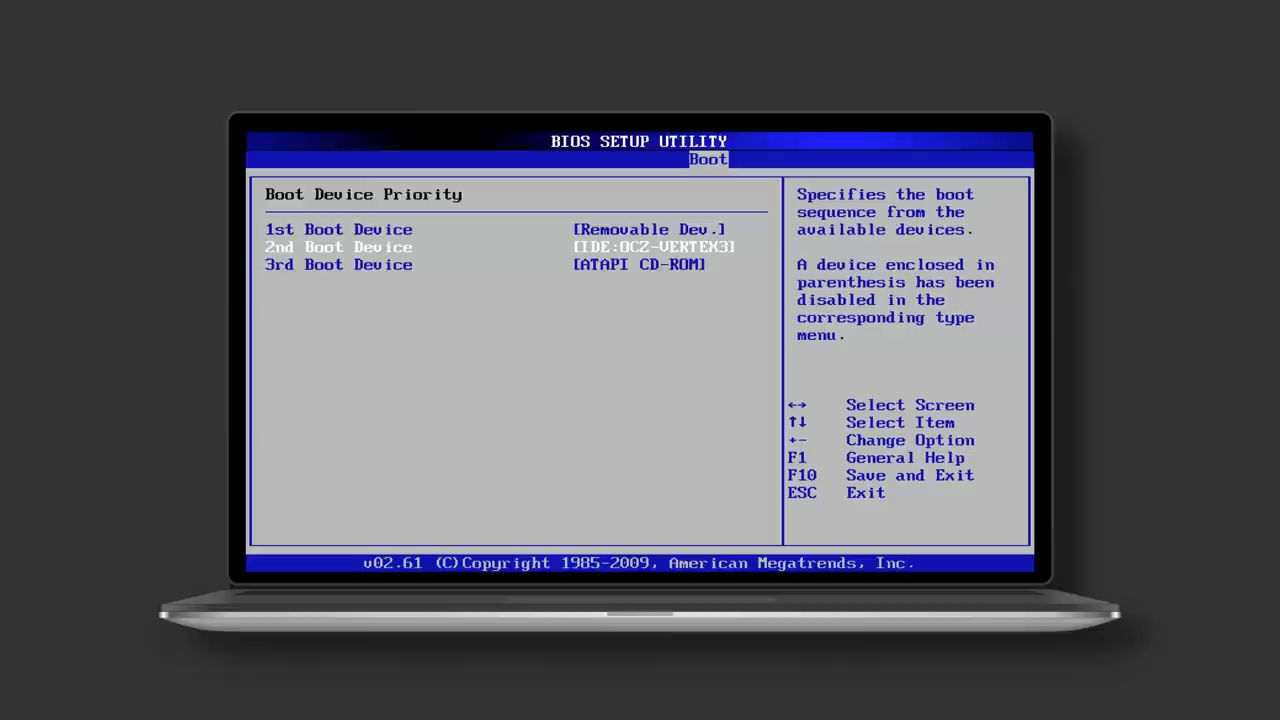 BIOS SETUP UTILITY
Boot
Boot Device Priority
1st Boot Device [Removable Dev.]
2nd Boot Device [IDE:OCZ-VERTEX3]
3rd Boot Device [ATAPI CD-ROM]
Specifies the boot
sequence from the
available devices.
A device enclosed in
parenthesis has been
disabled in the
corresponding type
menu.
←→ Select Screen
↑↓ Select Item
+- Change Option
F1 General Help
F10 Save and Exit
ESC Exit
v02.61 (C)Copyright 1985-2009, American Megatrends, Inc.